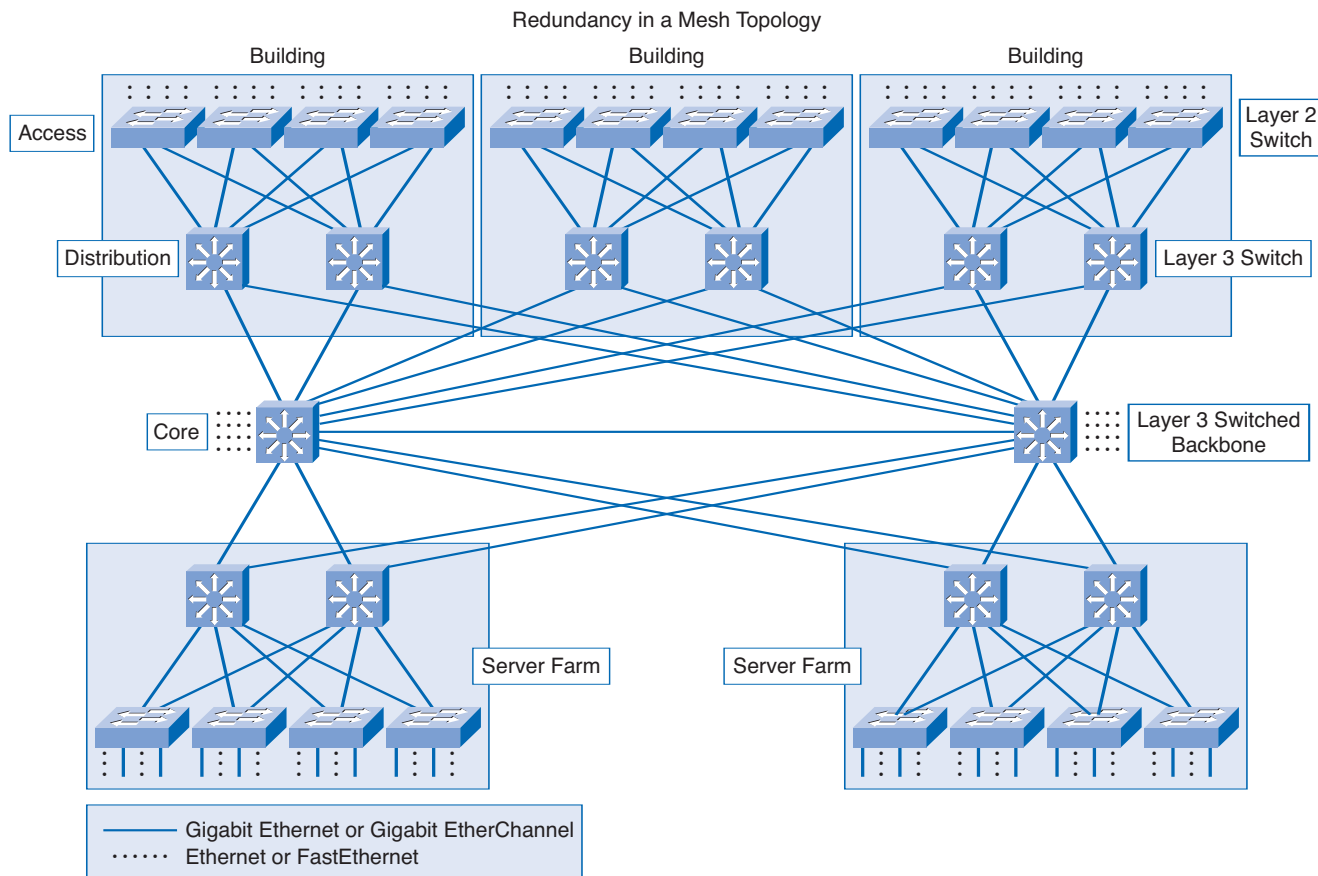 Redundancy in a Mesh Topology
Building
Building
Building
Access
Layer 2
Switch
Distribution
Layer 3 Switch
Core
Layer 3 Switched
Backbone
Server Farm
Server Farm
Gigabit Ethernet or Gigabit EtherChannel
Ethernet or FastEthernet